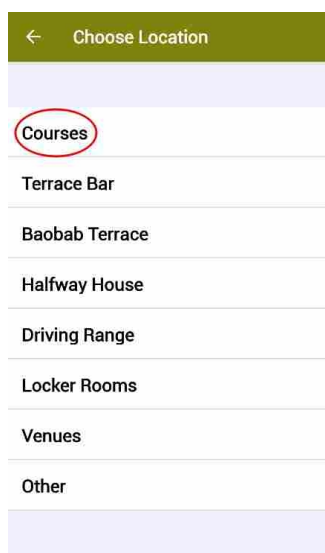 Choose Location
Courses
Terrace Bar
Baobab Terrace
Halfway House
Driving Range
Locker Rooms
Venues
Other